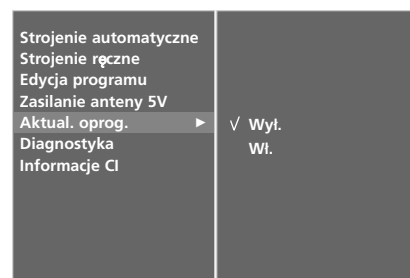 Strojenie automatyczne
Strojenie ręczne
Edycja programu
Zasilanie anteny 5V
Aktual. oprog. ►
Diagnostyka
Informacje CI
√ Wył.
Wł.